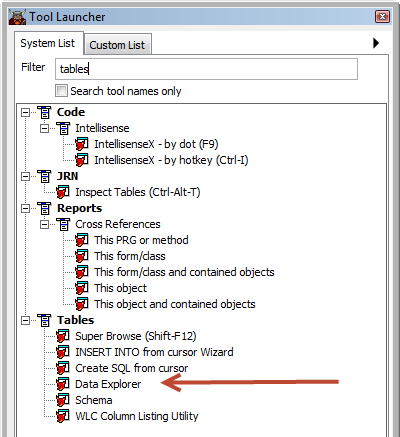 Tool Launcher
System List
Custom List
Filter
tables
Search tool names only
Code
Intellisense
IntellisenseX - by dot (F9)
IntellisenseX - by hotkey (Ctrl-I)
JRN
Inspect Tables (Ctrl-Alt-T)
Reports
Cross References
This PRG or method
This form/class
This form/class and contained objects
This object
This object and contained objects
Tables
Super Browse (Shift-F12)
INSERT INTO from cursor Wizard
Create SQL from cursor
Data Explorer
Schema
WLC Column Listing Utility